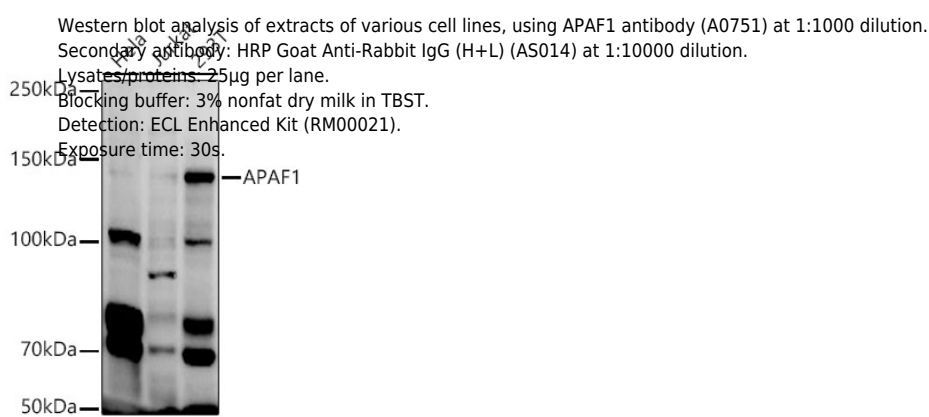 Western blot analysis of extracts of various cell lines, using APAF1 antibody (A0751) at 1:1000 dilution.
Secondary antibody: HRP Goat Anti-Rabbit IgG (H+L) (AS014) at 1:10000 dilution.
Lysates/proteins: 25μg per lane.
Blocking buffer: 3% nonfat dry milk in TBST.
Detection: ECL Enhanced Kit (RM00021).
Exposure time: 30s.
HeLa Jurkat 293T
250kDa
150kDa
APAF1
100kDa
70kDa
50kDa